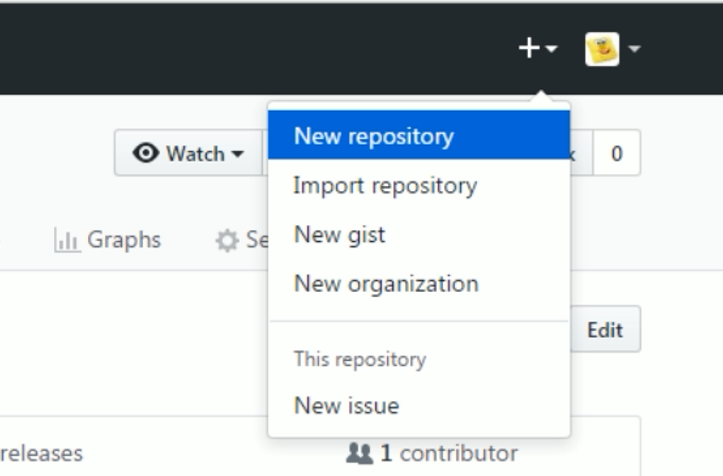 New repository
Watch
0
Import repository
Graphs
New gist
New organization
Edit
This repository
New issue
releases
1 contributor